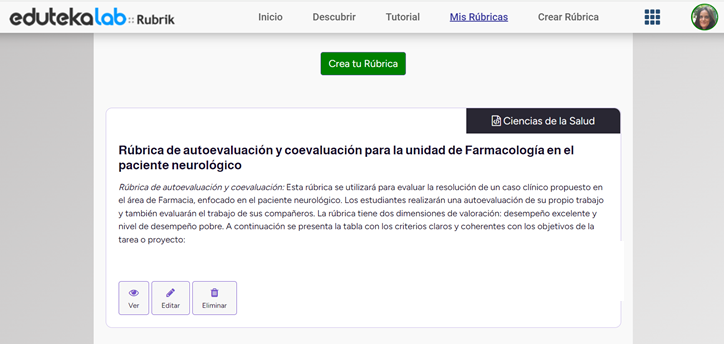 edutekalab :: Rubrik
Inicio Descubrir Tutorial Mis Rúbricas Crear Rúbrica
Crea tu Rúbrica
Ciencias de la Salud
Rúbrica de autoevaluación y coevaluación para la unidad de Farmacología en el
paciente neurológico
Rúbrica de autoevaluación y coevaluación: Esta rúbrica se utilizará para evaluar la resolución de un caso clínico propuesto en
el área de Farmacia, enfocado en el paciente neurológico. Los estudiantes realizarán una autoevaluación de su propio trabajo
y también evaluarán el trabajo de sus compañeros. La rúbrica tiene dos dimensiones de valoración: desempeño excelente y
nivel de desempeño pobre. A continuación se presenta la tabla con los criterios claros y coherentes con los objetivos de la
tarea o proyecto:
Ver Editar Eliminar